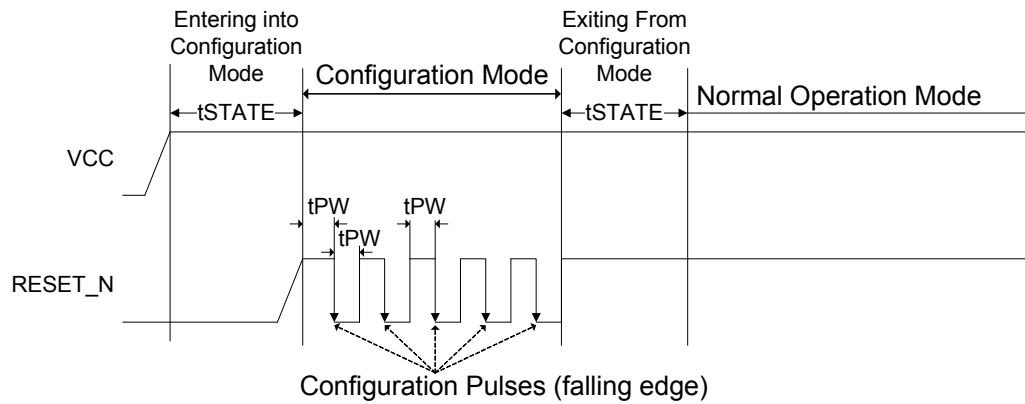 Entering into
Configuration
Mode
Configuration Mode
Exiting From
Configuration
Mode
Normal Operation Mode
tSTATE
tSTATE
VCC
tPW
tPW
tPW
RESET_N
Configuration Pulses (falling edge)